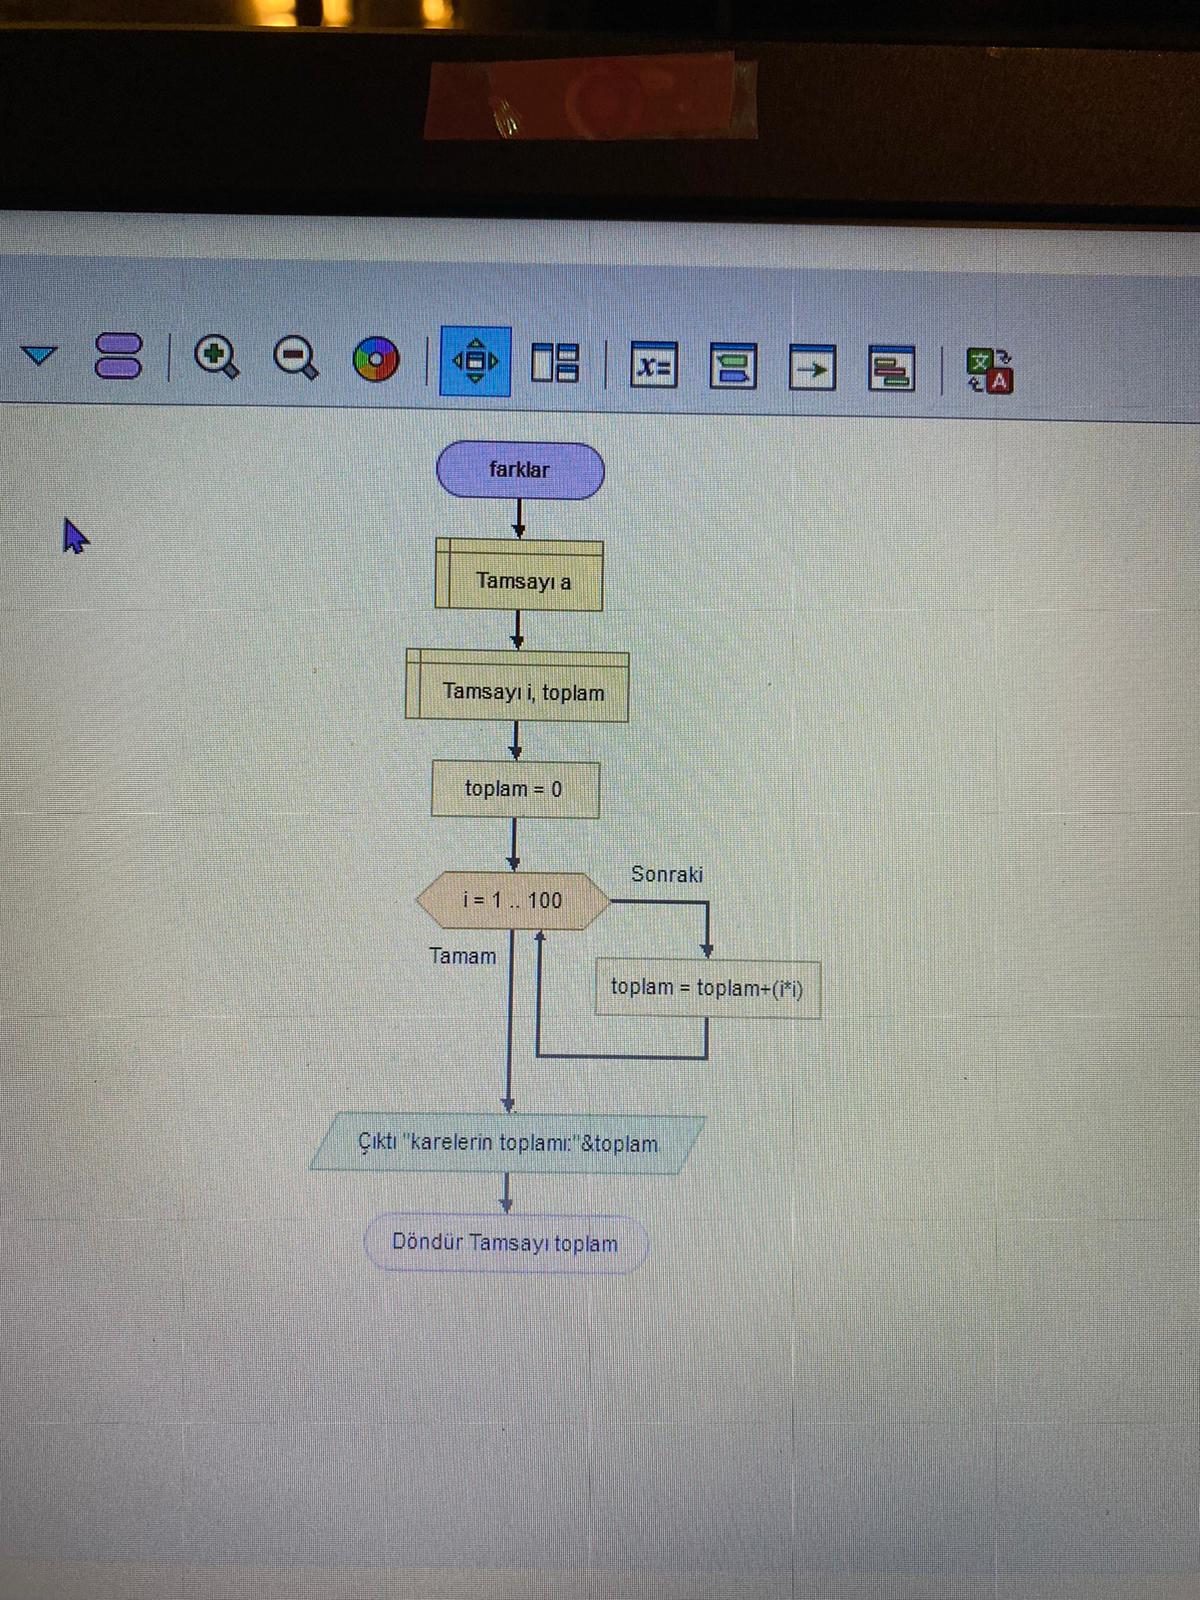 x=
文
A
farklar
Tamsayı a
Tamsayı i, toplam
toplam = 0
i = 1 .. 100
Sonraki
Tamam
toplam = toplam+(i*i)
Çıktı "karelerin toplamı:"&toplam
Döndür Tamsayı toplam